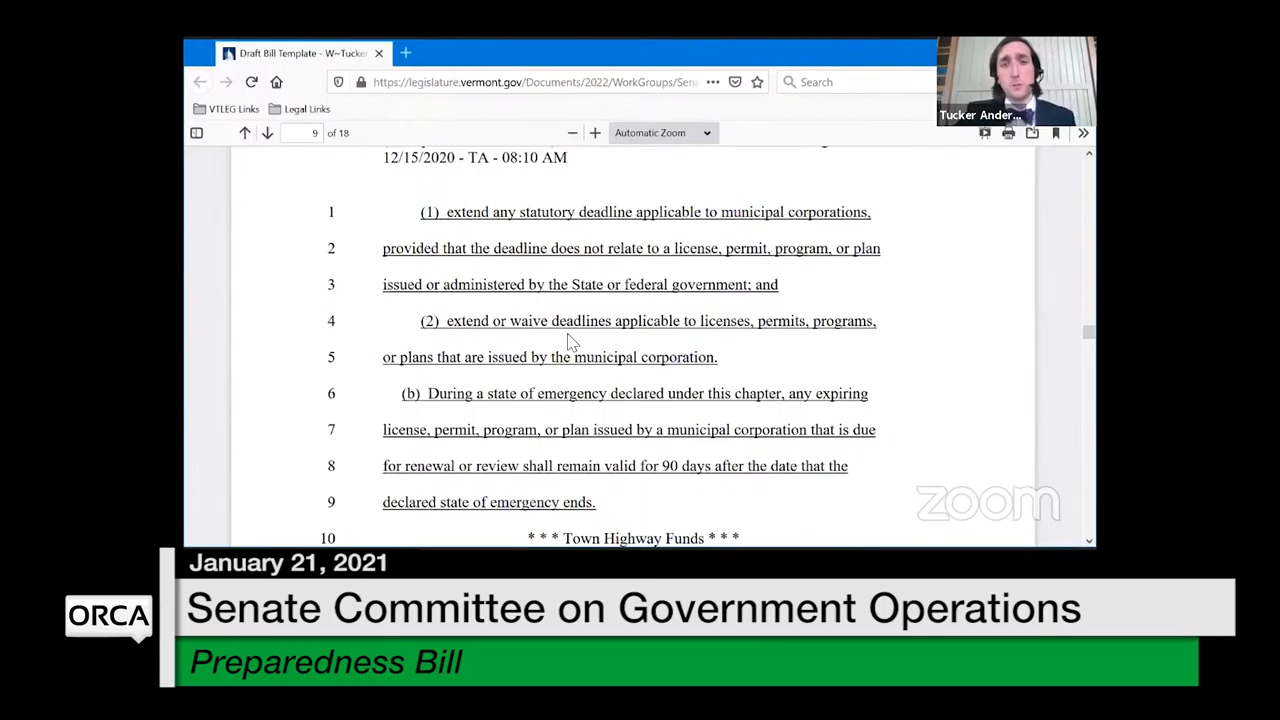 Draft Bill Template - W~Tucker
https://legislature.vermont.gov/Documents/2022/WorkGroups/Sen
Search
VTLEG Links
Legal Links
9 of 18
Automatic Zoom
Tucker Ander...
12/15/2020 - TA - 08:10 AM
1 (1) extend any statutory deadline applicable to municipal corporations,
2 provided that the deadline does not relate to a license, permit, program, or plan
3 issued or administered by the State or federal government; and
4 (2) extend or waive deadlines applicable to licenses, permits, programs,
5 or plans that are issued by the municipal corporation.
6 (b) During a state of emergency declared under this chapter, any expiring
7 license, permit, program, or plan issued by a municipal corporation that is due
8 for renewal or review shall remain valid for 90 days after the date that the
9 declared state of emergency ends.
10 * * * Town Highway Funds * * *
zoom
January 21, 2021
ORCA
Senate Committee on Government Operations
Preparedness Bill